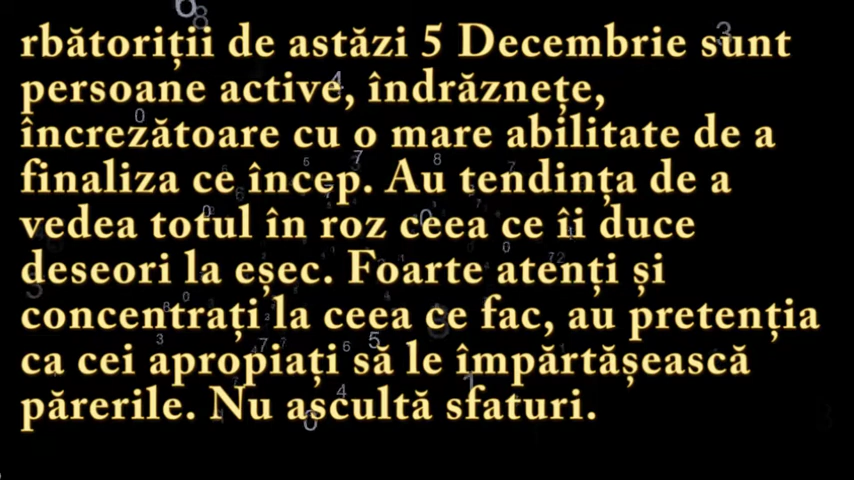 rbătoriții de astăzi 5 Decembrie sunt
persoane active, îndrăznețe,
încrezătoare cu o mare abilitate de a
finaliza ce încep. Au tendința de a
vedea totul în roz ceea ce îi duce
deseori la eșec. Foarte atenți și
concentrați la ceea ce fac, au pretenția
ca cei apropiați să le împărtășească
părerile. Nu ascultă sfaturi.